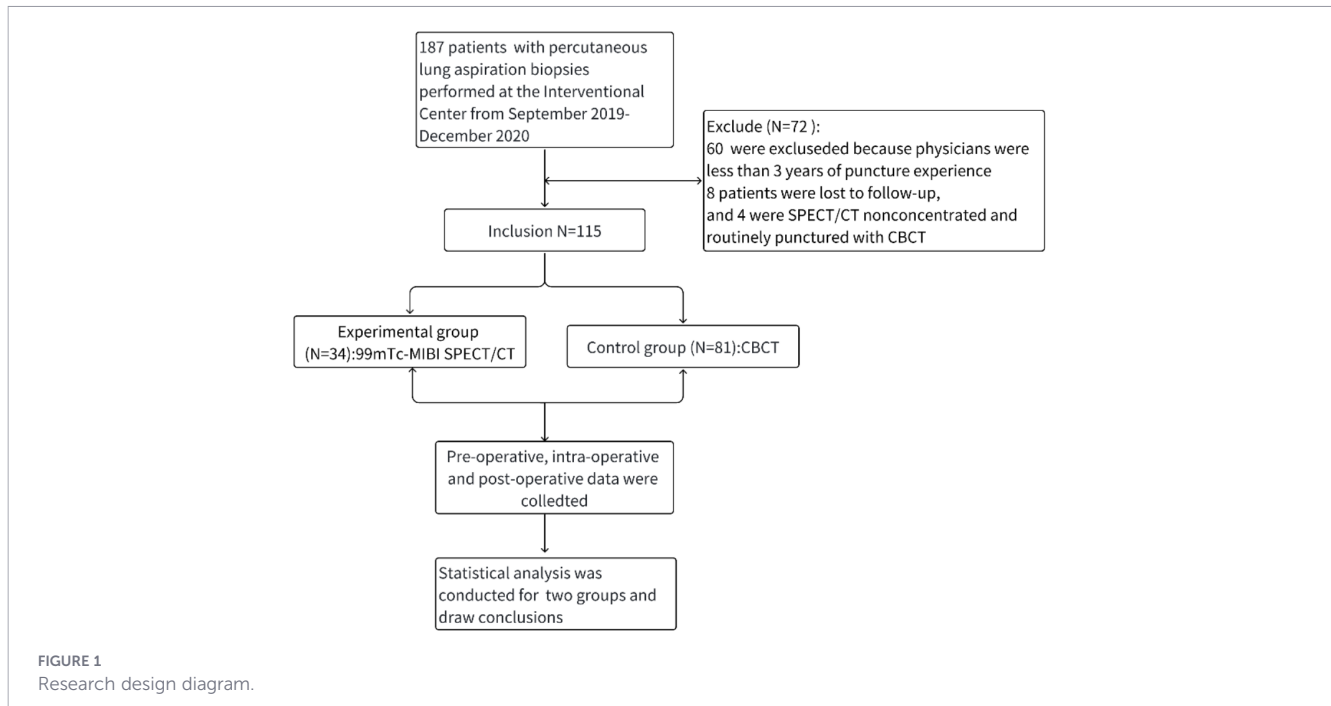 187 patients with percutaneous
lung aspiration biopsies
performed at the Interventional
Center from September 2019-
December 2020
Exclude (N=72 ):
60 were excluseded because physicians were
less than 3 years of puncture experience
8 patients were lost to follow-up,
and 4 were SPECT/CT nonconcentrated and
routinely punctured with CBCT
Inclusion N=115
Experimental group
(N=34):99mTc-MIBI SPECT/CT
Control group (N=81):CBCT
Pre-operative, intra-operative
and post-operative data were
colledted
Statistical analysis was
conducted for two groups and
draw conclusions
FIGURE 1
Research design diagram.